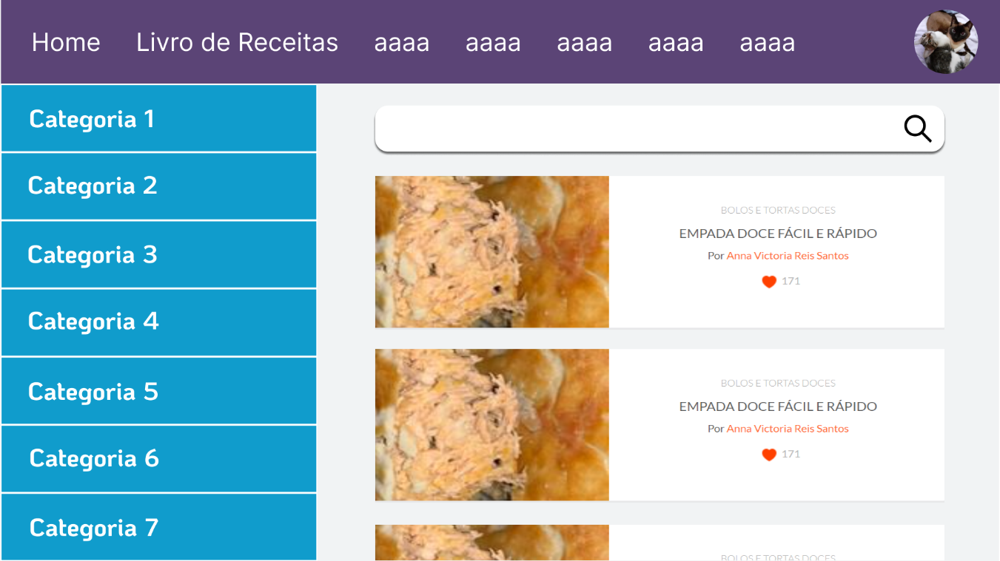 Home Livro de Receitas aaaa aaaa aaaa aaaa aaaa
Categoria 1
Categoria 2
Categoria 3
Categoria 4
Categoria 5
Categoria 6
Categoria 7
BOLOS E TORTAS DOCES
EMPADA DOCE FÁCIL E RÁPIDO
Por Anna Victoria Reis Santos
171
BOLOS E TORTAS DOCES
EMPADA DOCE FÁCIL E RÁPIDO
Por Anna Victoria Reis Santos
171
BOLOS E TORTAS DOCES